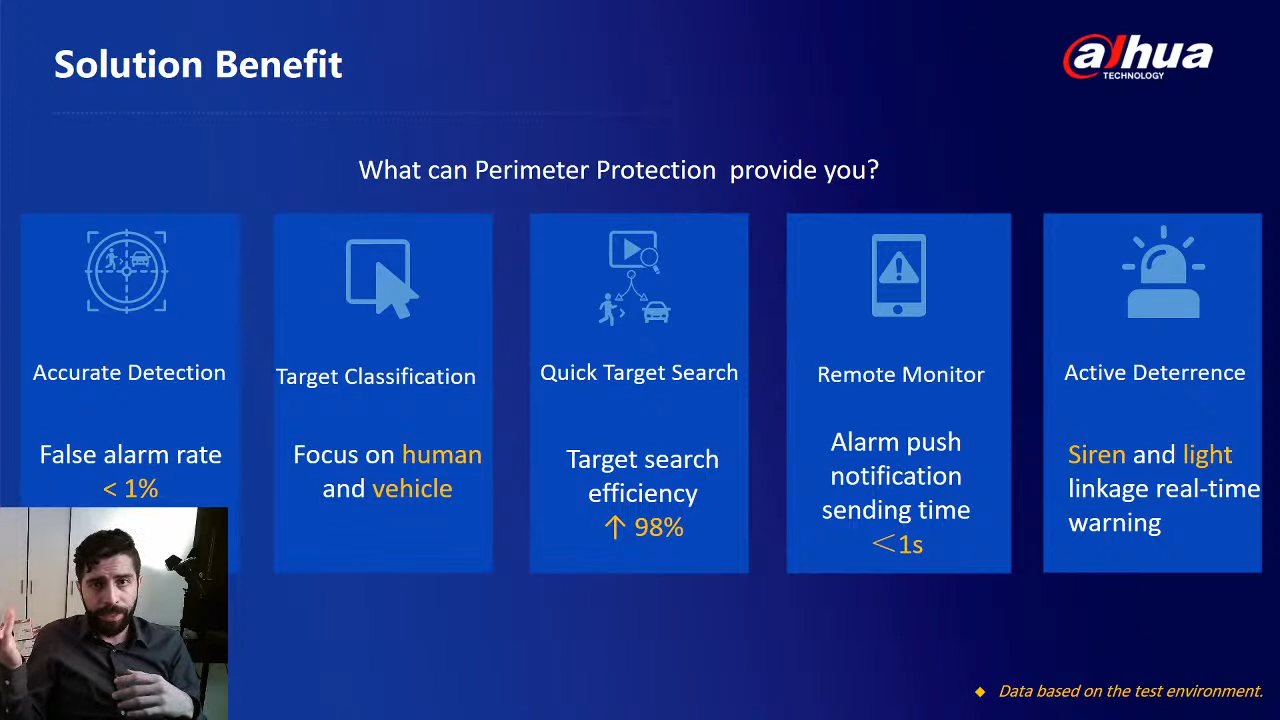 Solution Benefit
alhua
TECHNOLOGY
What can Perimeter Protection provide you?
Accurate Detection
False alarm rate
< 1%
Target Classification
Focus on human
and vehicle
Quick Target Search
Target search
efficiency
↑ 98%
Remote Monitor
Alarm push
notification
sending time
<1s
Active Deterrence
Siren and light
linkage real-time
warning
◆ Data based on the test environment.